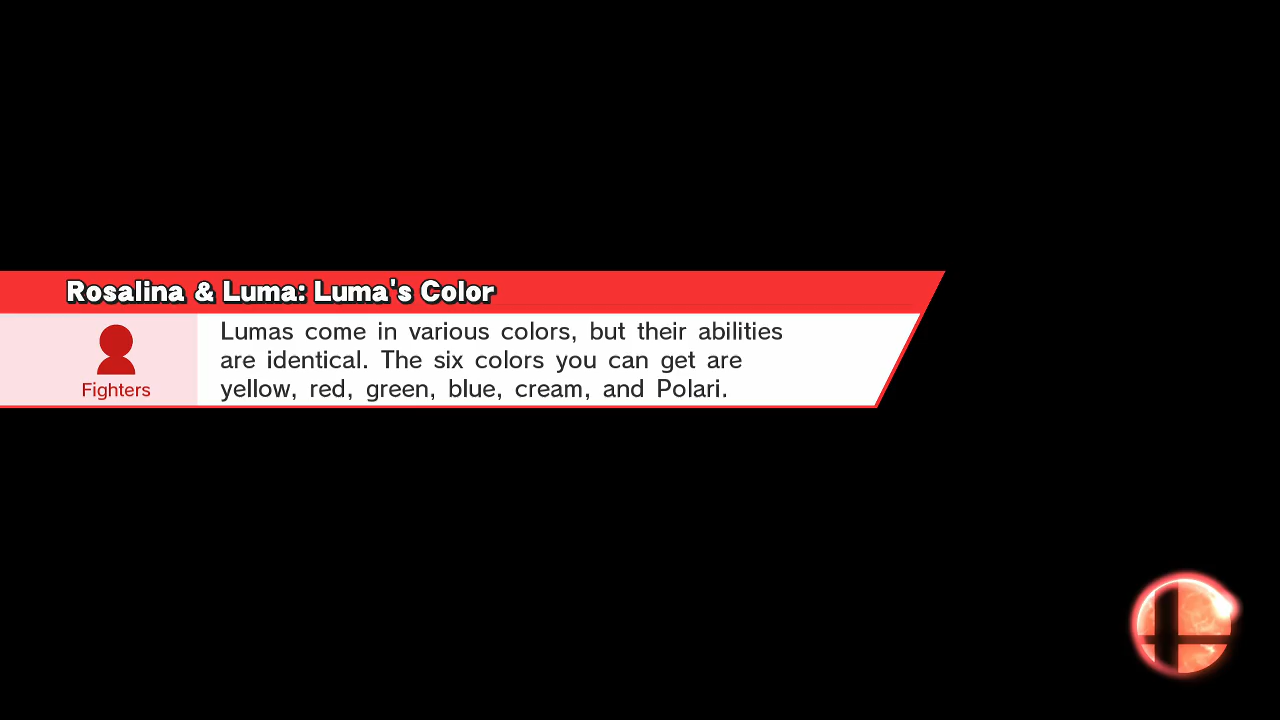 Rosalina & Luma: Luma's Color
Lumas come in various colors, but their abilities
are identical. The six colors you can get are
yellow, red, green, blue, cream, and Polari.
Fighters